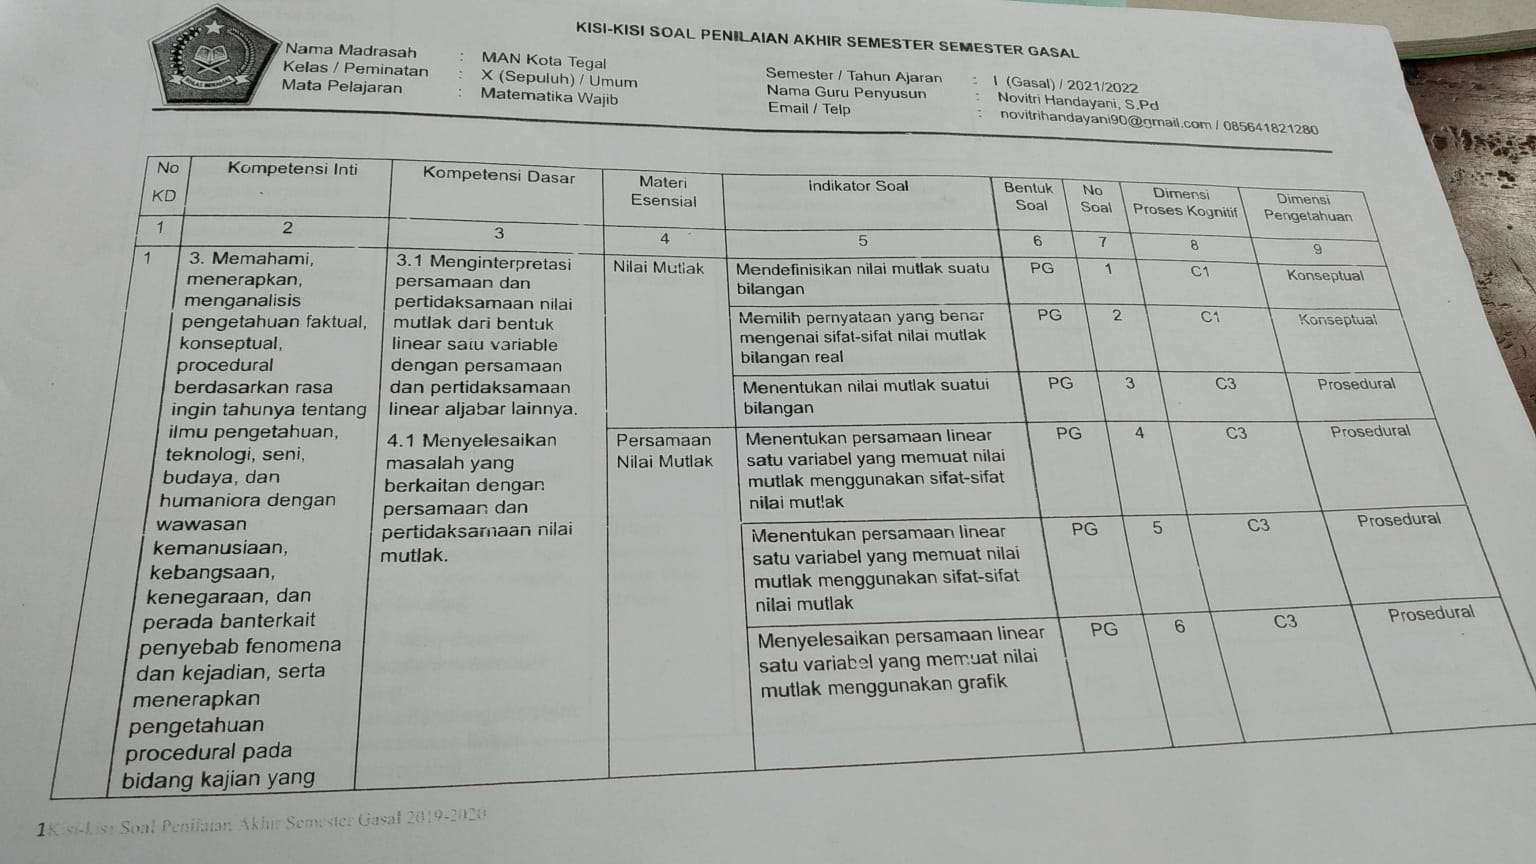 KISI-KISI SOAL PENILAIAN AKHIR SEMESTER SEMESTER GASAL
Nama Madrasah : MAN Kota Tegal
Kelas / Peminatan : X (Sepuluh) / Umum
Mata Pelajaran : Matematika Wajib
Semester / Tahun Ajaran : I (Gasal) / 2021/2022
Nama Guru Penyusun : Novitri Handayani, S.Pd
Email / Telp : novitrihandayani90@gmail.com / 085641821280
No KD
Kompetensi Inti
Kompetensi Dasar
Materi Esensial
Indikator Soal
Bentuk Soal
No Soal
Dimensi Proses Kognitif
Dimensi Pengetahuan
1 2 3 4 5 6 7 8 9
1
3. Memahami,
menerapkan,
menganalisis
pengetahuan faktual,
konseptual,
procedural
berdasarkan rasa
ingin tahunya tentang
ilmu pengetahuan,
teknologi, seni,
budaya, dan
humaniora dengan
wawasan
kemanusiaan,
kebangsaan,
kenegaraan, dan
perada banterkait
penyebab fenomena
dan kejadian, serta
menerapkan
pengetahuan
procedural pada
bidang kajian yang
3.1 Menginterpretasi
persamaan dan
pertidaksamaan nilai
mutlak dari bentuk
linear satu variable
dengan persamaan
dan pertidaksamaan
linear aljabar lainnya.
4.1 Menyelesaikan
masalah yang
berkaitan dengan
persamaan dan
pertidaksamaan nilai
mutlak.
Nilai Mutlak
Mendefinisikan nilai mutlak suatu
bilangan
PG 1 C1 Konseptual
Memilih pernyataan yang benar
mengenai sifat-sifat nilai mutlak
bilangan real
PG 2 C1 Konseptual
Menentukan nilai mutlak suatui
bilangan
PG 3 C3 Prosedural
Persamaan
Nilai Mutlak
Menentukan persamaan linear
satu variabel yang memuat nilai
mutlak menggunakan sifat-sifat
nilai mutlak
PG 4 C3 Prosedural
Menentukan persamaan linear
satu variabel yang memuat nilai
mutlak menggunakan sifat-sifat
nilai mutlak
PG 5 C3 Prosedural
Menyelesaikan persamaan linear
satu variabel yang memuat nilai
mutlak menggunakan grafik
PG 6 C3 Prosedural
1Kisi-kisi Soal Penilaian Akhir Semester Gasal 2019-2020